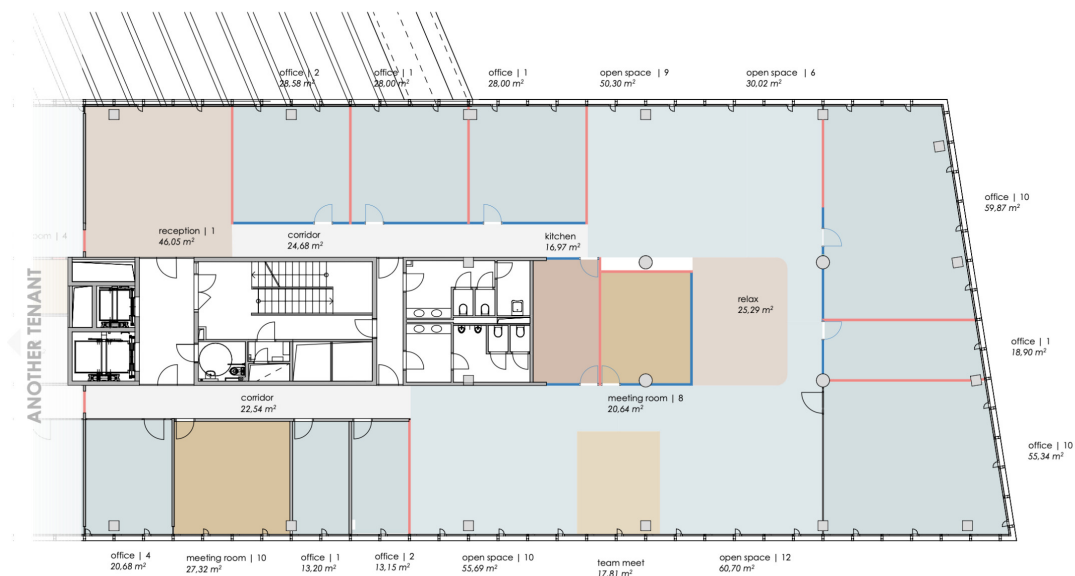 office | 2
28,58 m²
office | 1
28,00 m²
office | 1
28,00 m²
open space | 9
50,30 m²
open space | 6
30,02 m²
office | 10
59,87 m²
reception | 1
46,05 m²
corridor
24,68 m²
kitchen
16,97 m²
oom | 4
relax
25,29 m²
ANOTHER TENANT
office | 1
18,90 m²
corridor
22,54 m²
meeting room | 8
20,64 m²
office | 10
55,34 m²
office | 4
20,68 m²
meeting room | 10
27,32 m²
office | 1
13,20 m²
office | 2
13,15 m²
open space | 10
55,69 m²
team meet
17,81 m²
open space | 12
60,70 m²